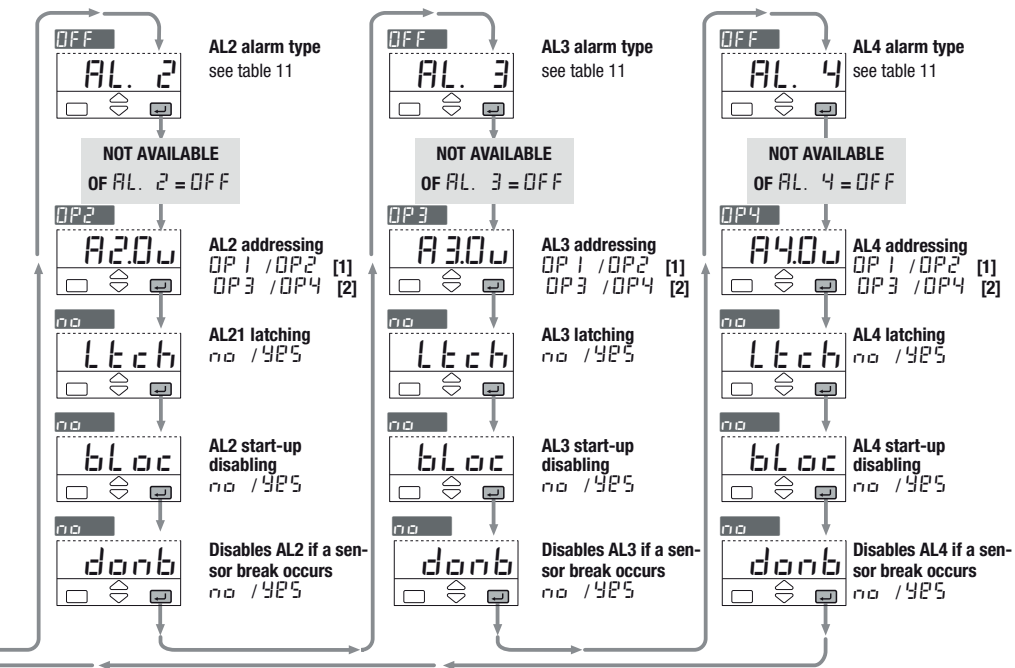 OFF
AL. 2
AL2 alarm type
see table 11
NOT AVAILABLE
OF AL. 2 = OFF
OP2
A2.Ou
AL2 addressing
OP1 /OP2 [1]
OP3 /OP4 [2]
no
Ltch
AL21 latching
no /YES
no
bLoc
AL2 start-up
disabling
no /YES
no
donb
Disables AL2 if a sen-
sor break occurs
no /YES
OFF
AL. 3
AL3 alarm type
see table 11
NOT AVAILABLE
OF AL. 3 = OFF
OP3
A3.Ou
AL3 addressing
OP1 /OP2 [1]
OP3 /OP4 [2]
no
Ltch
AL3 latching
no /YES
no
bLoc
AL3 start-up
disabling
no /YES
no
donb
Disables AL3 if a sen-
sor break occurs
no /YES
OFF
AL. 4
AL4 alarm type
see table 11
NOT AVAILABLE
OF AL. 4 = OFF
OP4
A4.Ou
AL4 addressing
OP1 /OP2 [1]
OP3 /OP4 [2]
no
Ltch
AL4 latching
no /YES
no
bLoc
AL4 start-up
disabling
no /YES
no
donb
Disables AL4 if a sen-
sor break occurs
no /YES